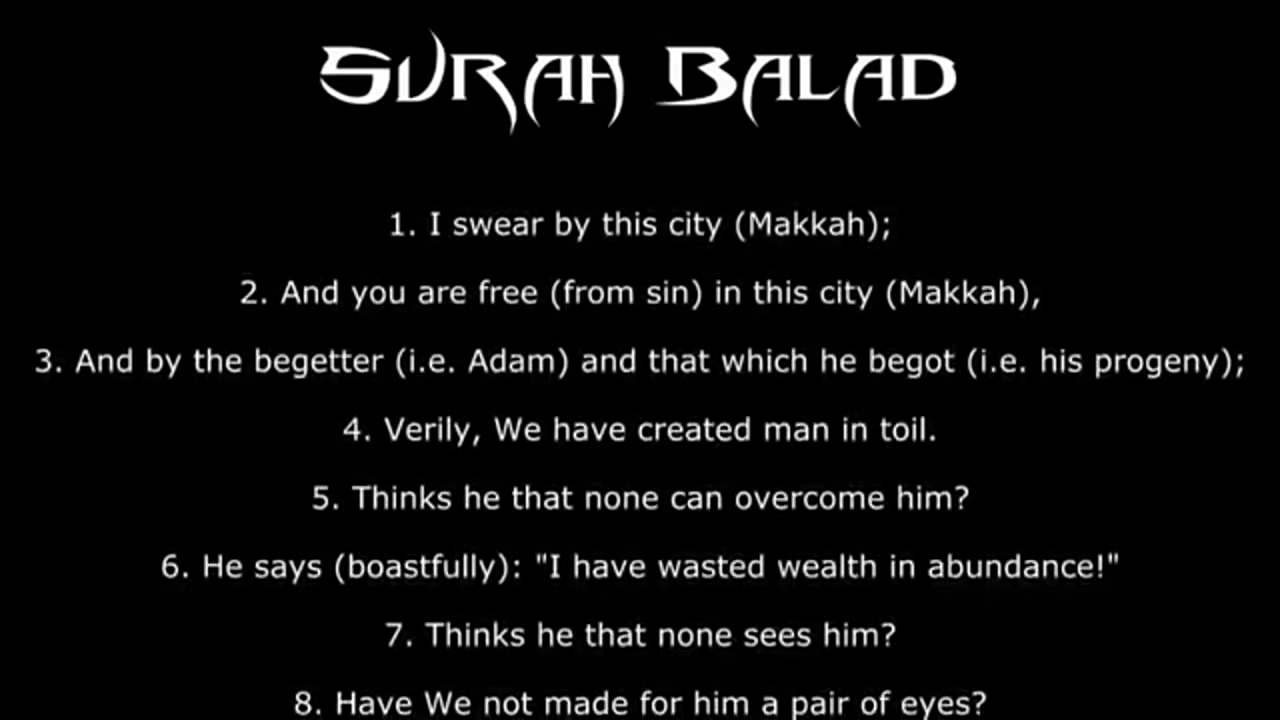 SURAH BALAD
1. I swear by this city (Makkah);
2. And you are free (from sin) in this city (Makkah),
3. And by the begetter (i.e. Adam) and that which he begot (i.e. his progeny);
4. Verily, We have created man in toil.
5. Thinks he that none can overcome him?
6. He says (boastfully): "I have wasted wealth in abundance!"
7. Thinks he that none sees him?
8. Have We not made for him a pair of eyes?